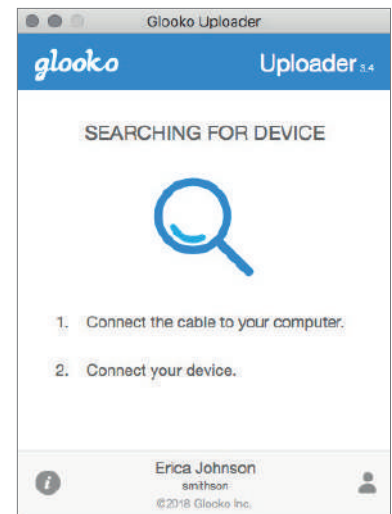 Glooko Uploader
glooko
Uploader 3.4
SEARCHING FOR DEVICE
1. Connect the cable to your computer.
2. Connect your device.
i
Erica Johnson
smithson
©2018 Glooko Inc.